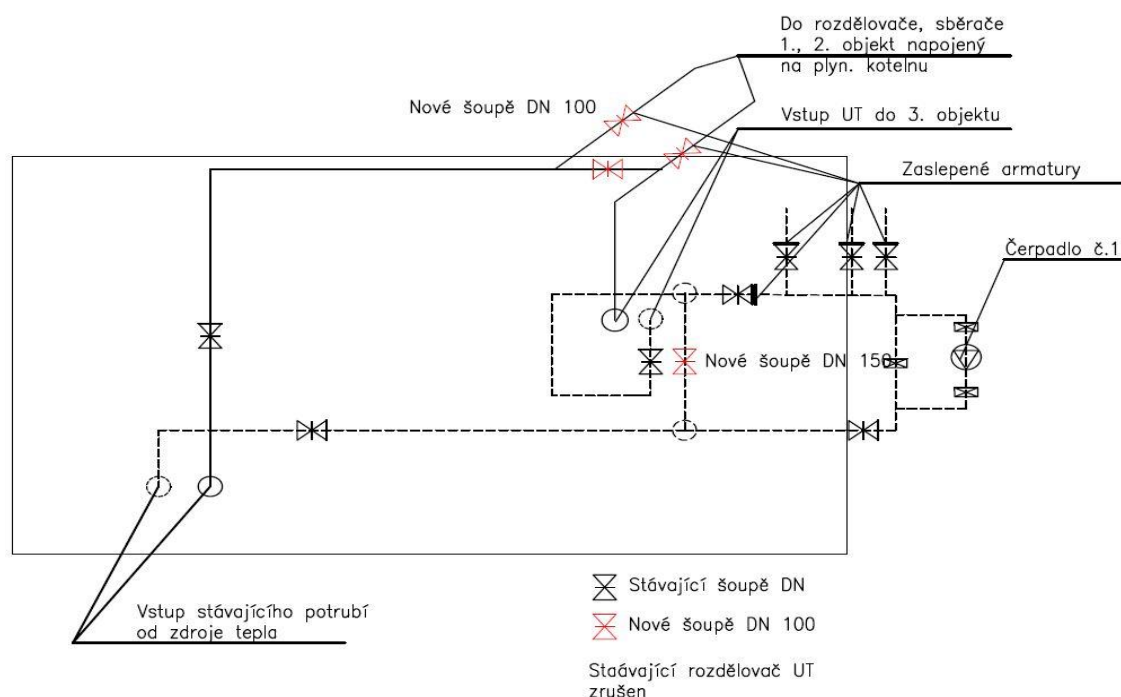 Do rozdělovače, sběrače
1., 2. objekt napojený
na plyn. kotelnu
Nové šoupě DN 100
Vstup UT do 3. objektu
Zaslepené armatury
Čerpadlo č.1
Nové šoupě DN 150
Vstup stávajícího potrubí
od zdroje tepla
Stávající šoupě DN
Nové šoupě DN 100
Staávající rozdělovač UT
zrušen